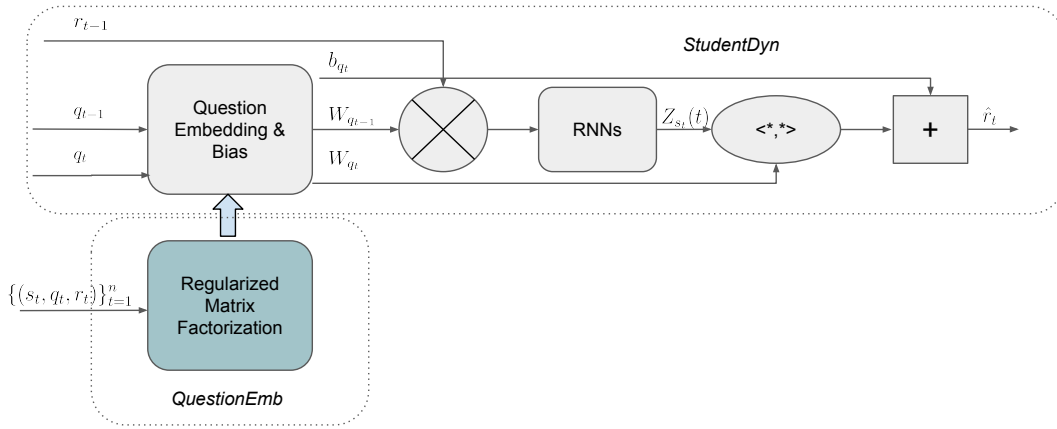 r_{t-1}
StudentDyn
b_{q_t}
q_{t-1}
Question
Embedding &
Bias
W_{q_{t-1}}
RNNs
Z_{s_t}(t)
<*,*>
+
\hat{r}_t
q_t
W_{q_t}
{(s_t, q_t, r_t)}_{t=1}^n
Regularized
Matrix
Factorization
QuestionEmb